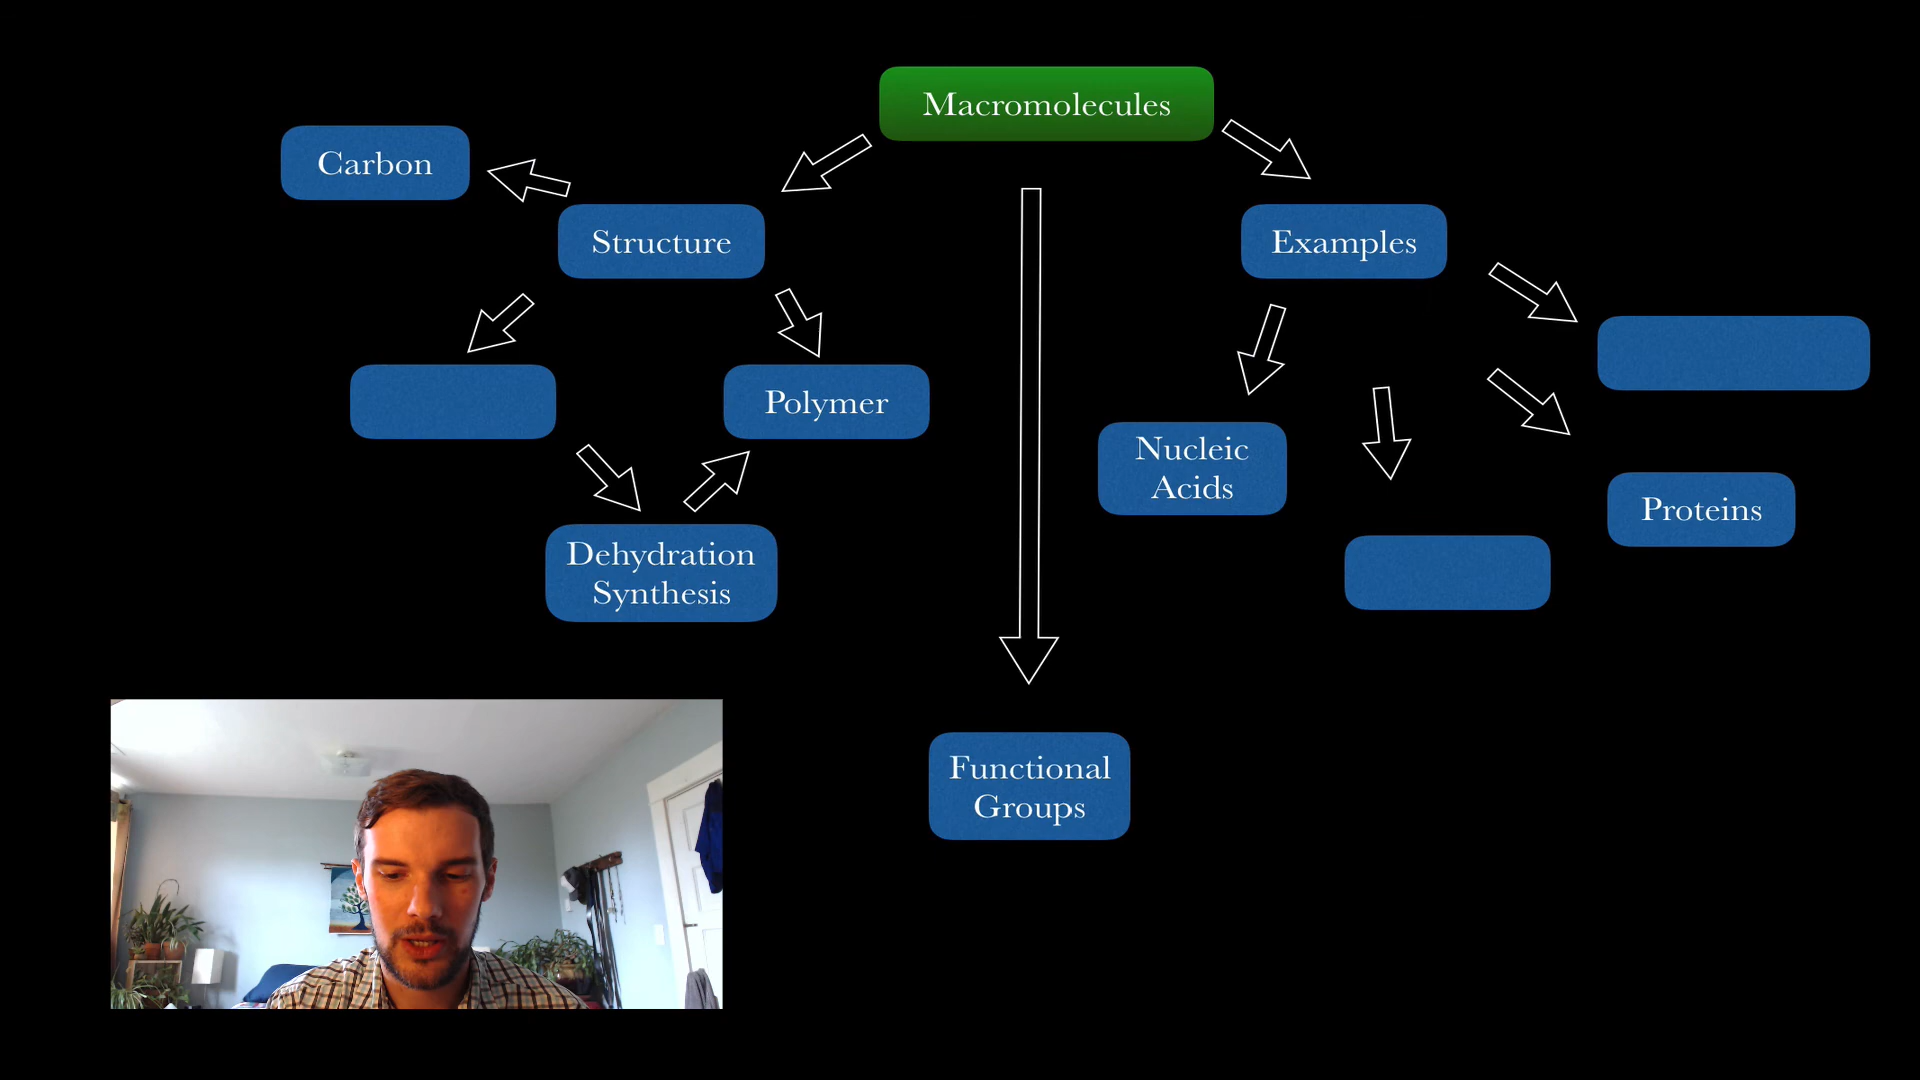 Macromolecules
Carbon
Structure
Examples
Polymer
Nucleic
Acids
Proteins
Dehydration
Synthesis
Functional
Groups